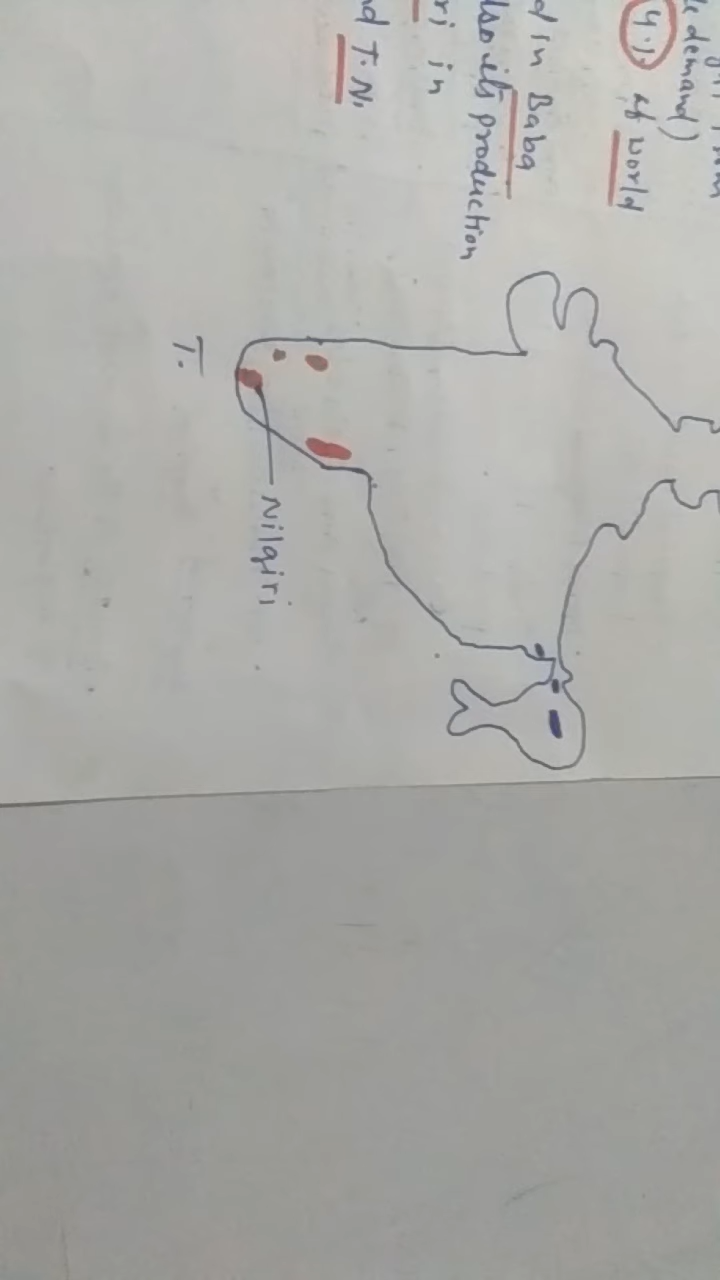 demand)
4.1. of world
d in Baba
lso its production
ri in
d T.N.
Nilgiri
T.